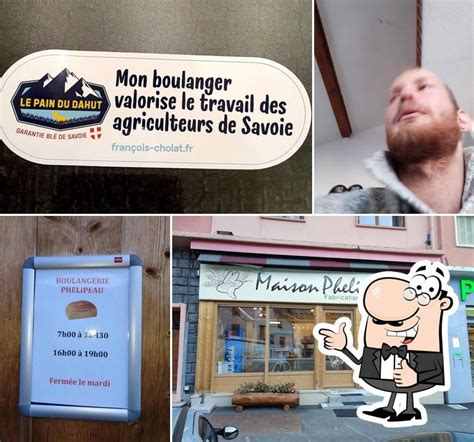 LE PAIN DU DAHUT
GARANTIE BLÉ DE SAVOIE
Mon boulanger
valorise le travail des
agriculteurs de Savoie
françois-cholat.fr
BOULANGERIE
PHELIPEAU
7h00 à 12h30
16h00 à 19h00
Fermée le mardi
Maison Pheli
Fabrication
P